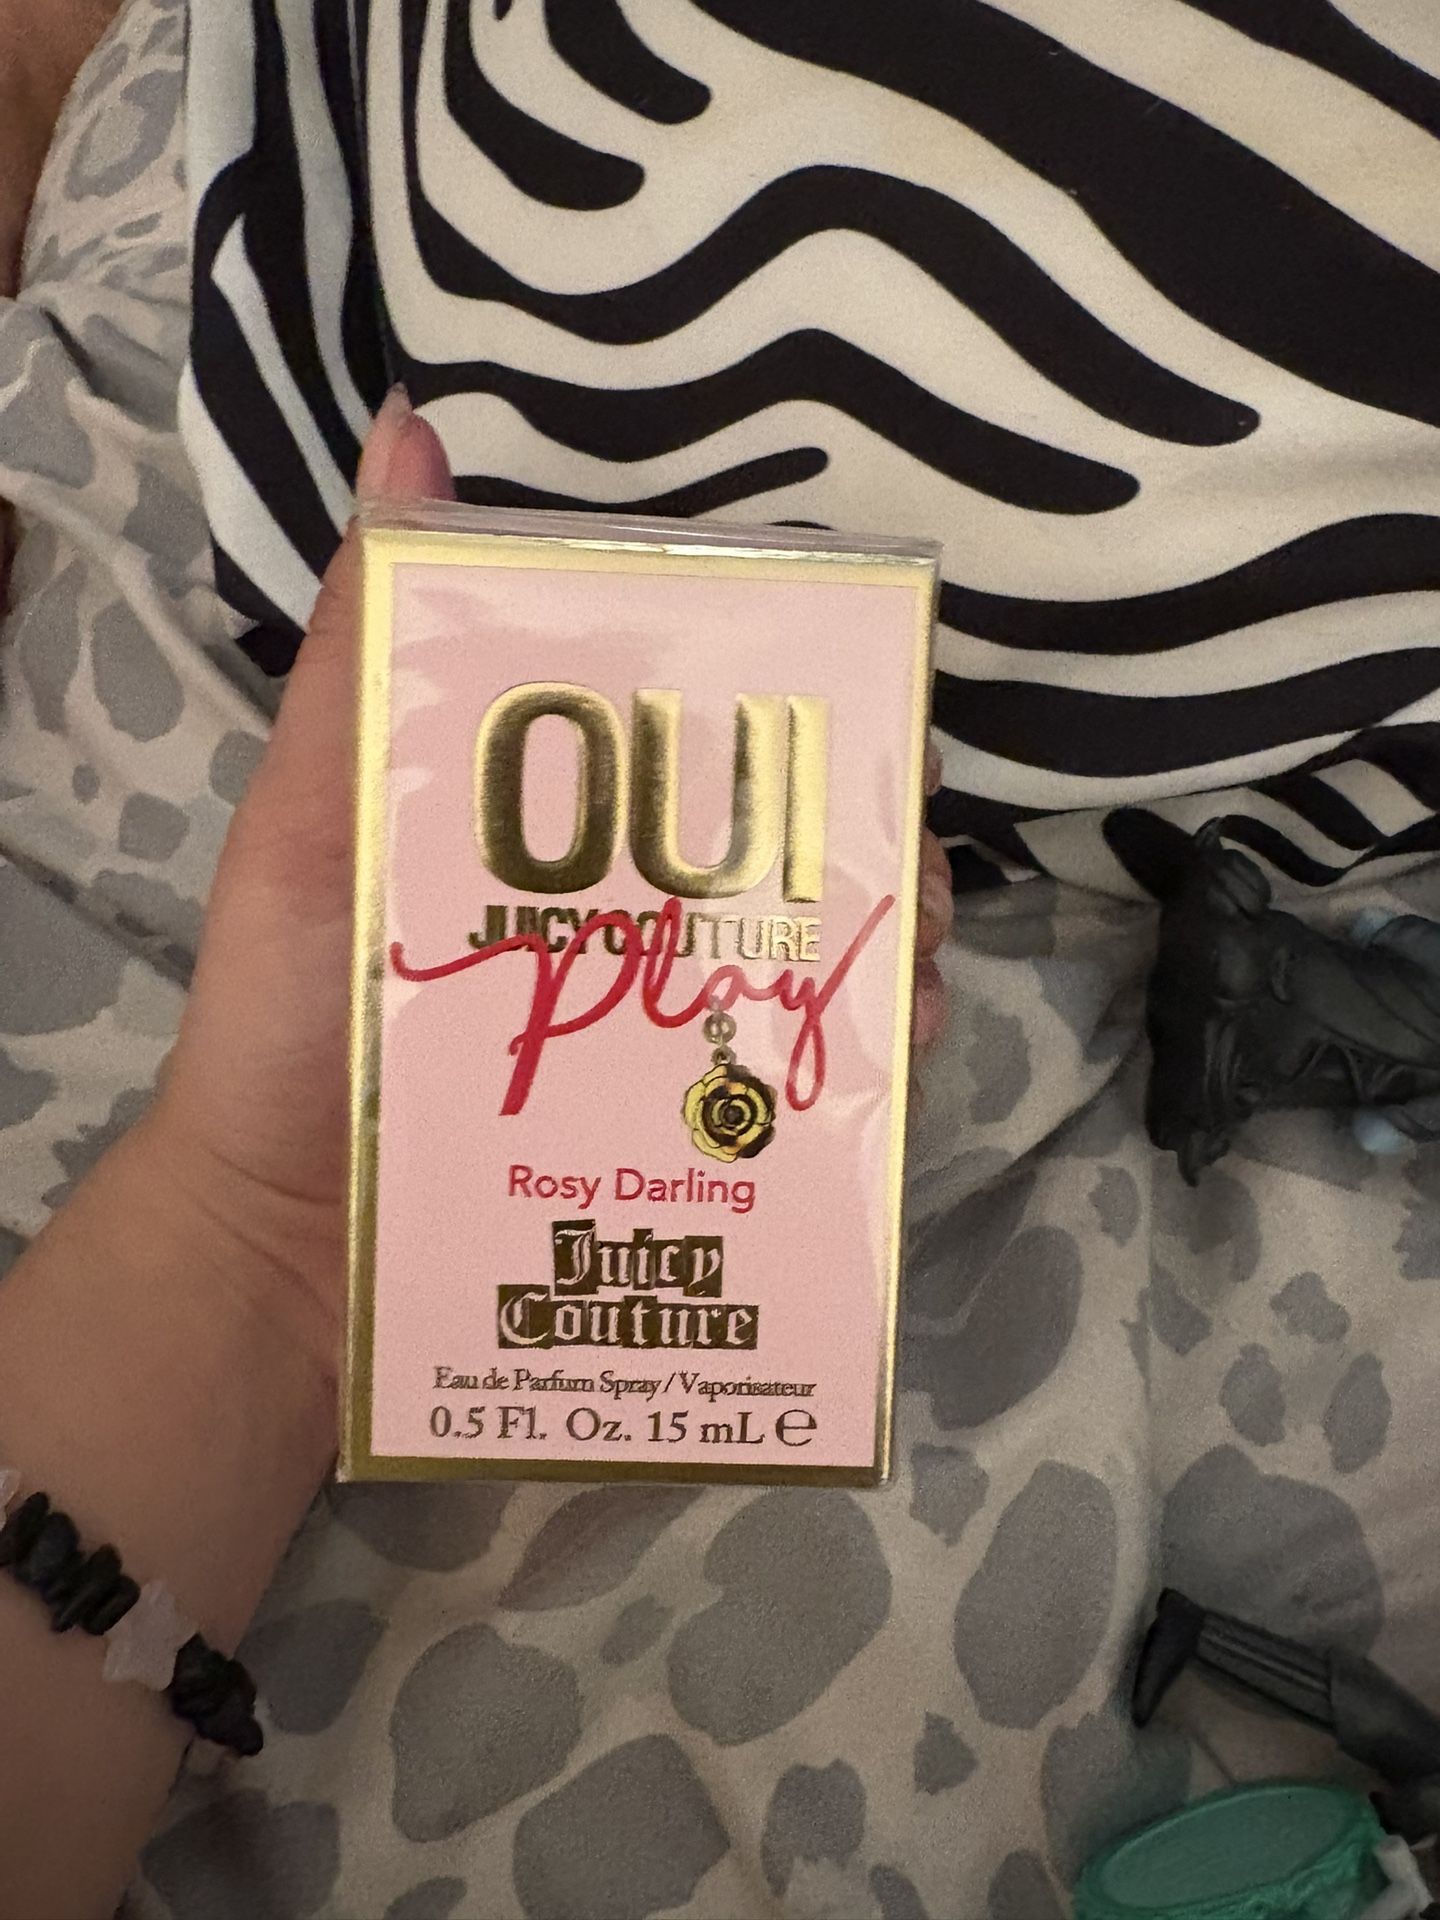 OUI
JUICY COUTURE
Play
Rosy Darling
Juicy
Couture
Eau de Parfum Spray / Vaporisateur
0.5 Fl. Oz. 15 mL ℮